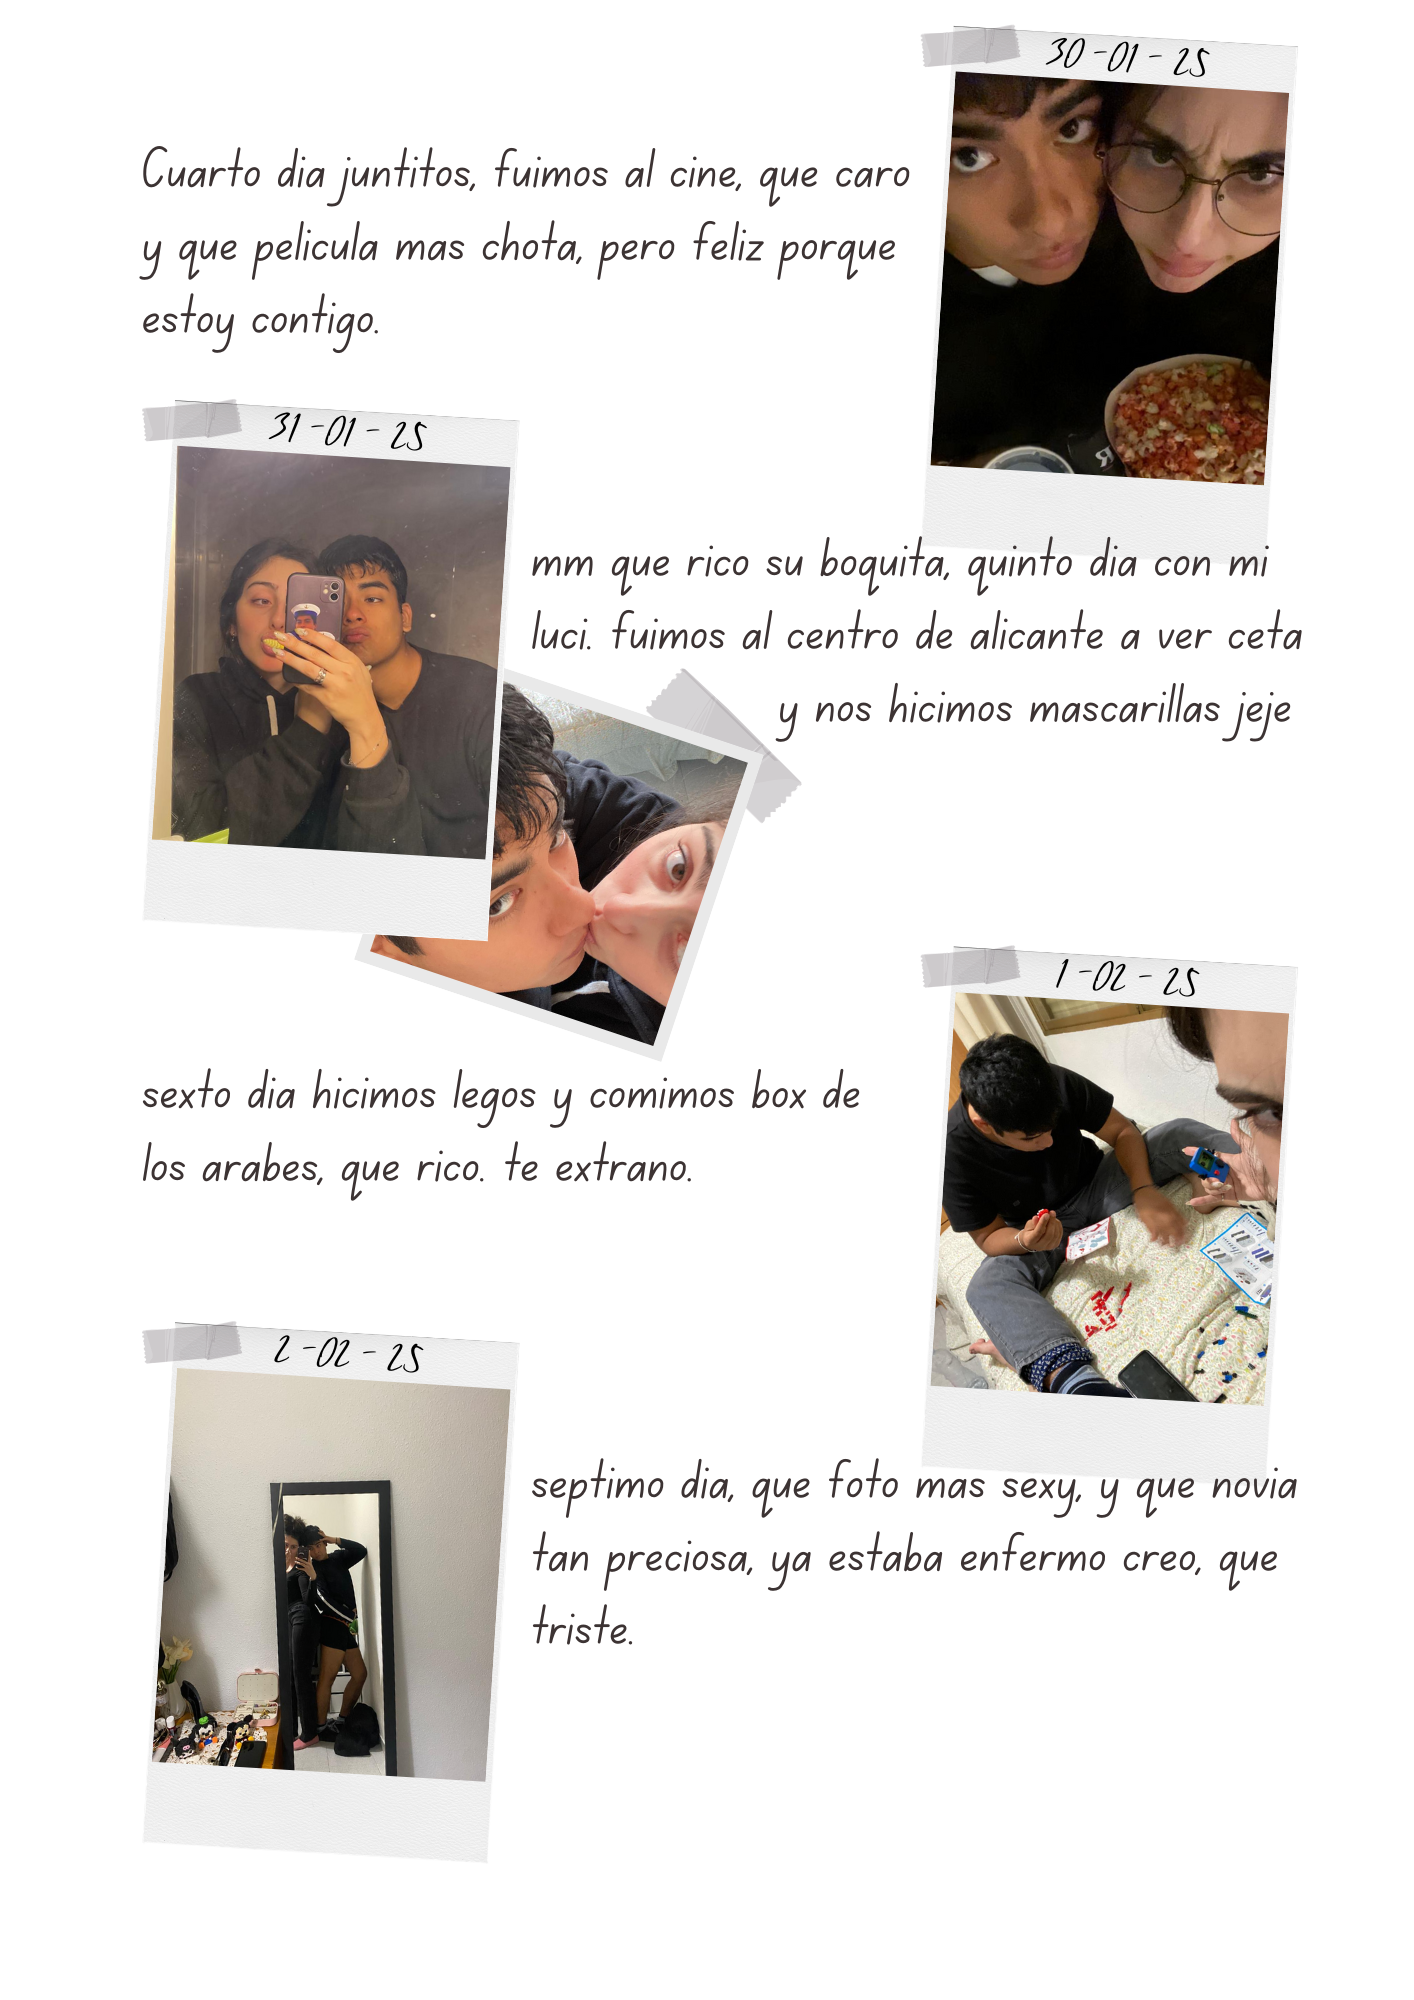 30-01-25
Cuarto dia juntitos, fuimos al cine, que caro
y que pelicula mas chota, pero feliz porque
estoy contigo.
31-01-25
mm que rico su boquita, quinto dia con mi
luci. fuimos al centro de alicante a ver ceta
y nos hicimos mascarillas jeje
1-02-25
sexto dia hicimos legos y comimos box de
los arabes, que rico. te extrano.
2-02-25
septimo dia, que foto mas sexy, y que novia
tan preciosa, ya estaba enfermo creo, que
triste.